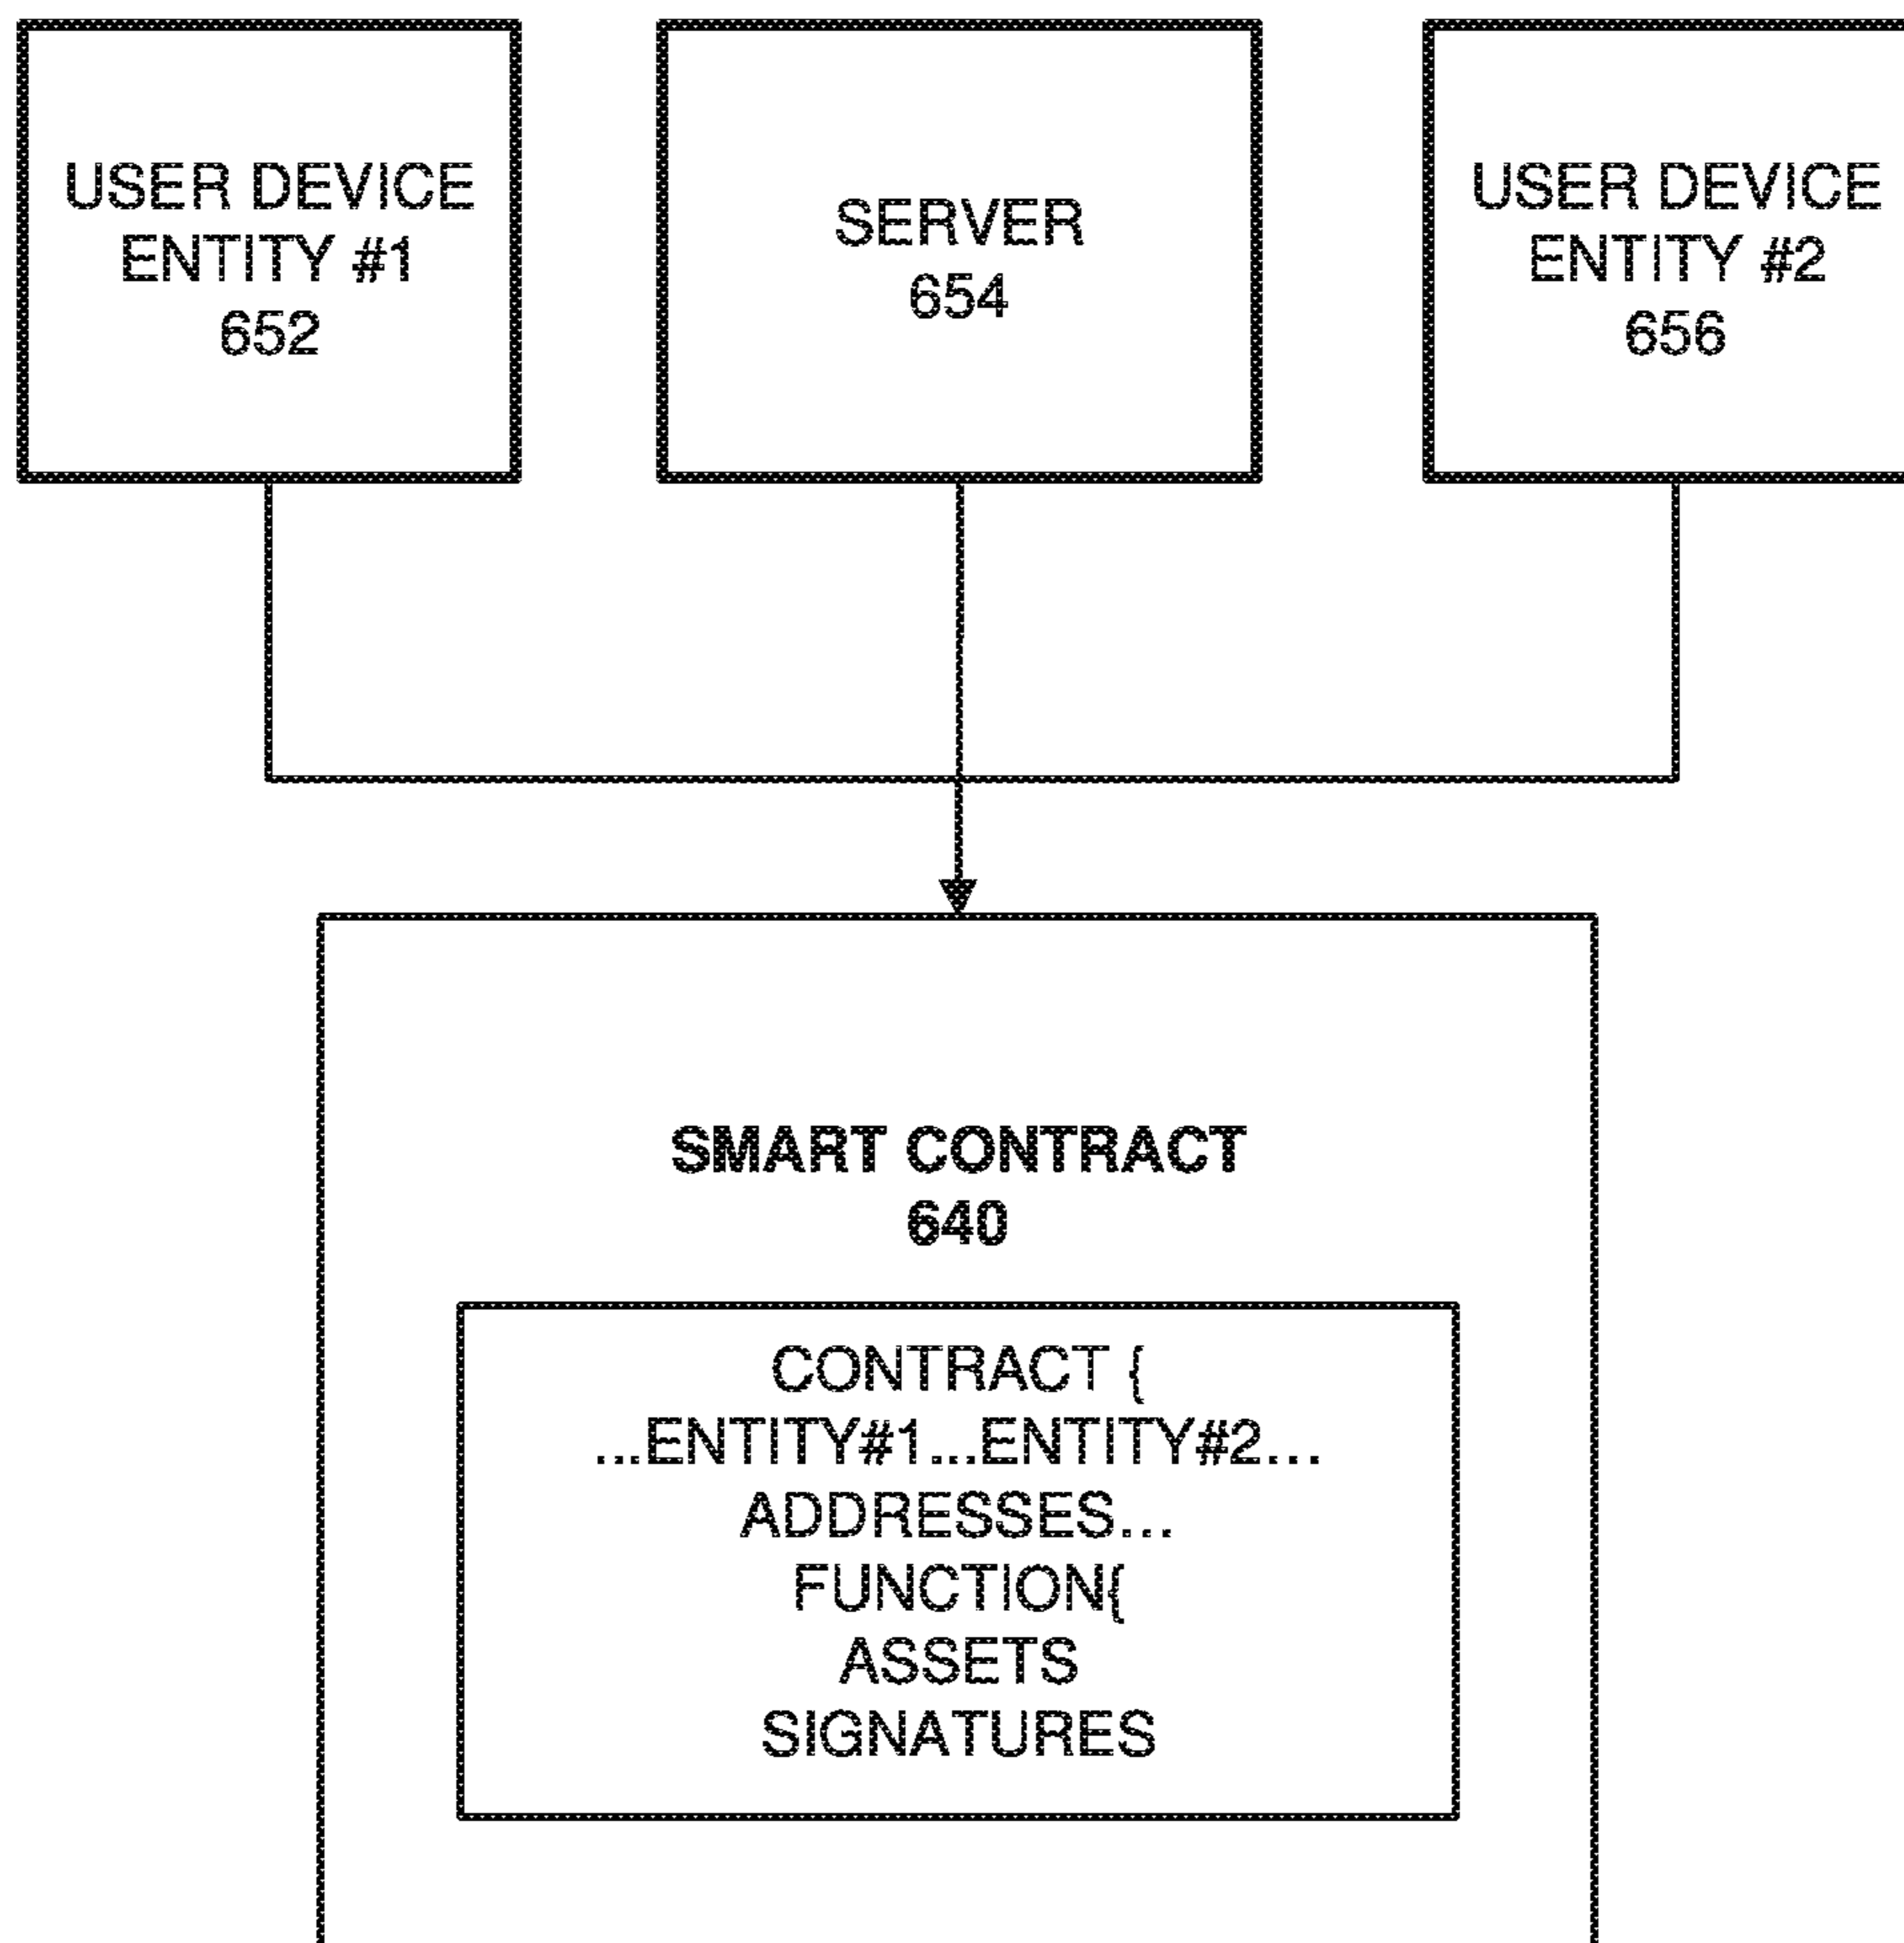 USER DEVICE
ENTITY #1
652
SERVER
654
USER DEVICE
ENTITY #2
656
SMART CONTRACT
640
CONTRACT {
...ENTITY#1...ENTITY#2...
ADDRESSES...
FUNCTION{
ASSETS
SIGNATURES